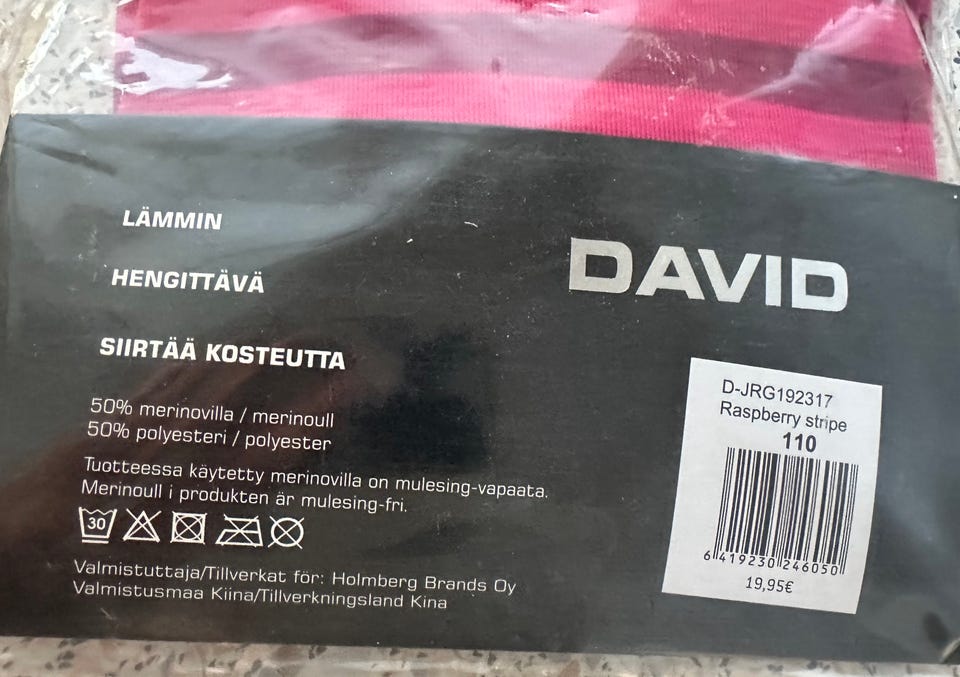 LÄMMIN
HENGITTÄVÄ
SIIRTÄÄ KOSTEUTTA
50% merinovilla / merinoull
50% polyesteri / polyester
Tuotteessa käytetty merinovilla on mulesing-vapaata.
Merinoull i produkten är mulesing-fri.
30
Valmistuttaja/Tillverkat för: Holmberg Brands Oy
Valmistusmaa Kiina/Tillverkningsland Kina
DAVID
D-JRG192317
Raspberry stripe
110
6 419230 246050
19,95€